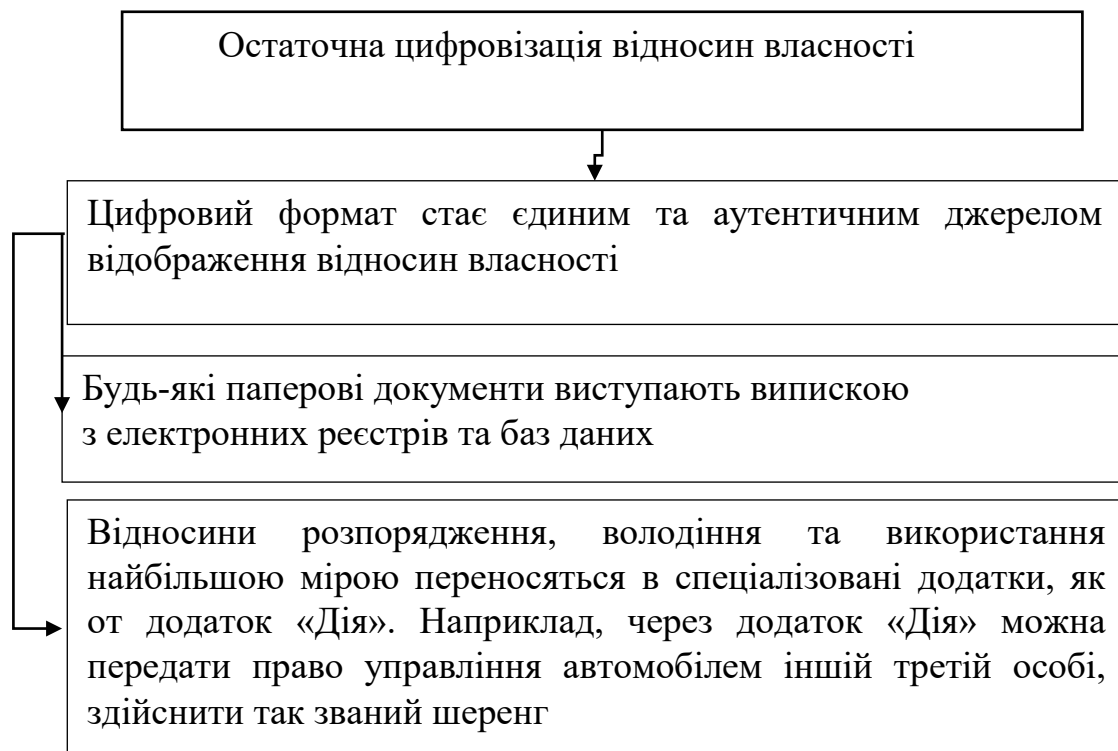 Остаточна цифровізація відносин власності
Цифровий формат стає єдиним та аутентичним джерелом
відображення відносин власності
Будь-які паперові документи виступають випискою
з електронних реєстрів та баз даних
Відносини розпорядження, володіння та використання
найбільшою мірою переносяться в спеціалізовані додатки, як
от додаток «Дія». Наприклад, через додаток «Дія» можна
передати право управління автомобілем іншій третій особі,
здійснити так званий шеренг